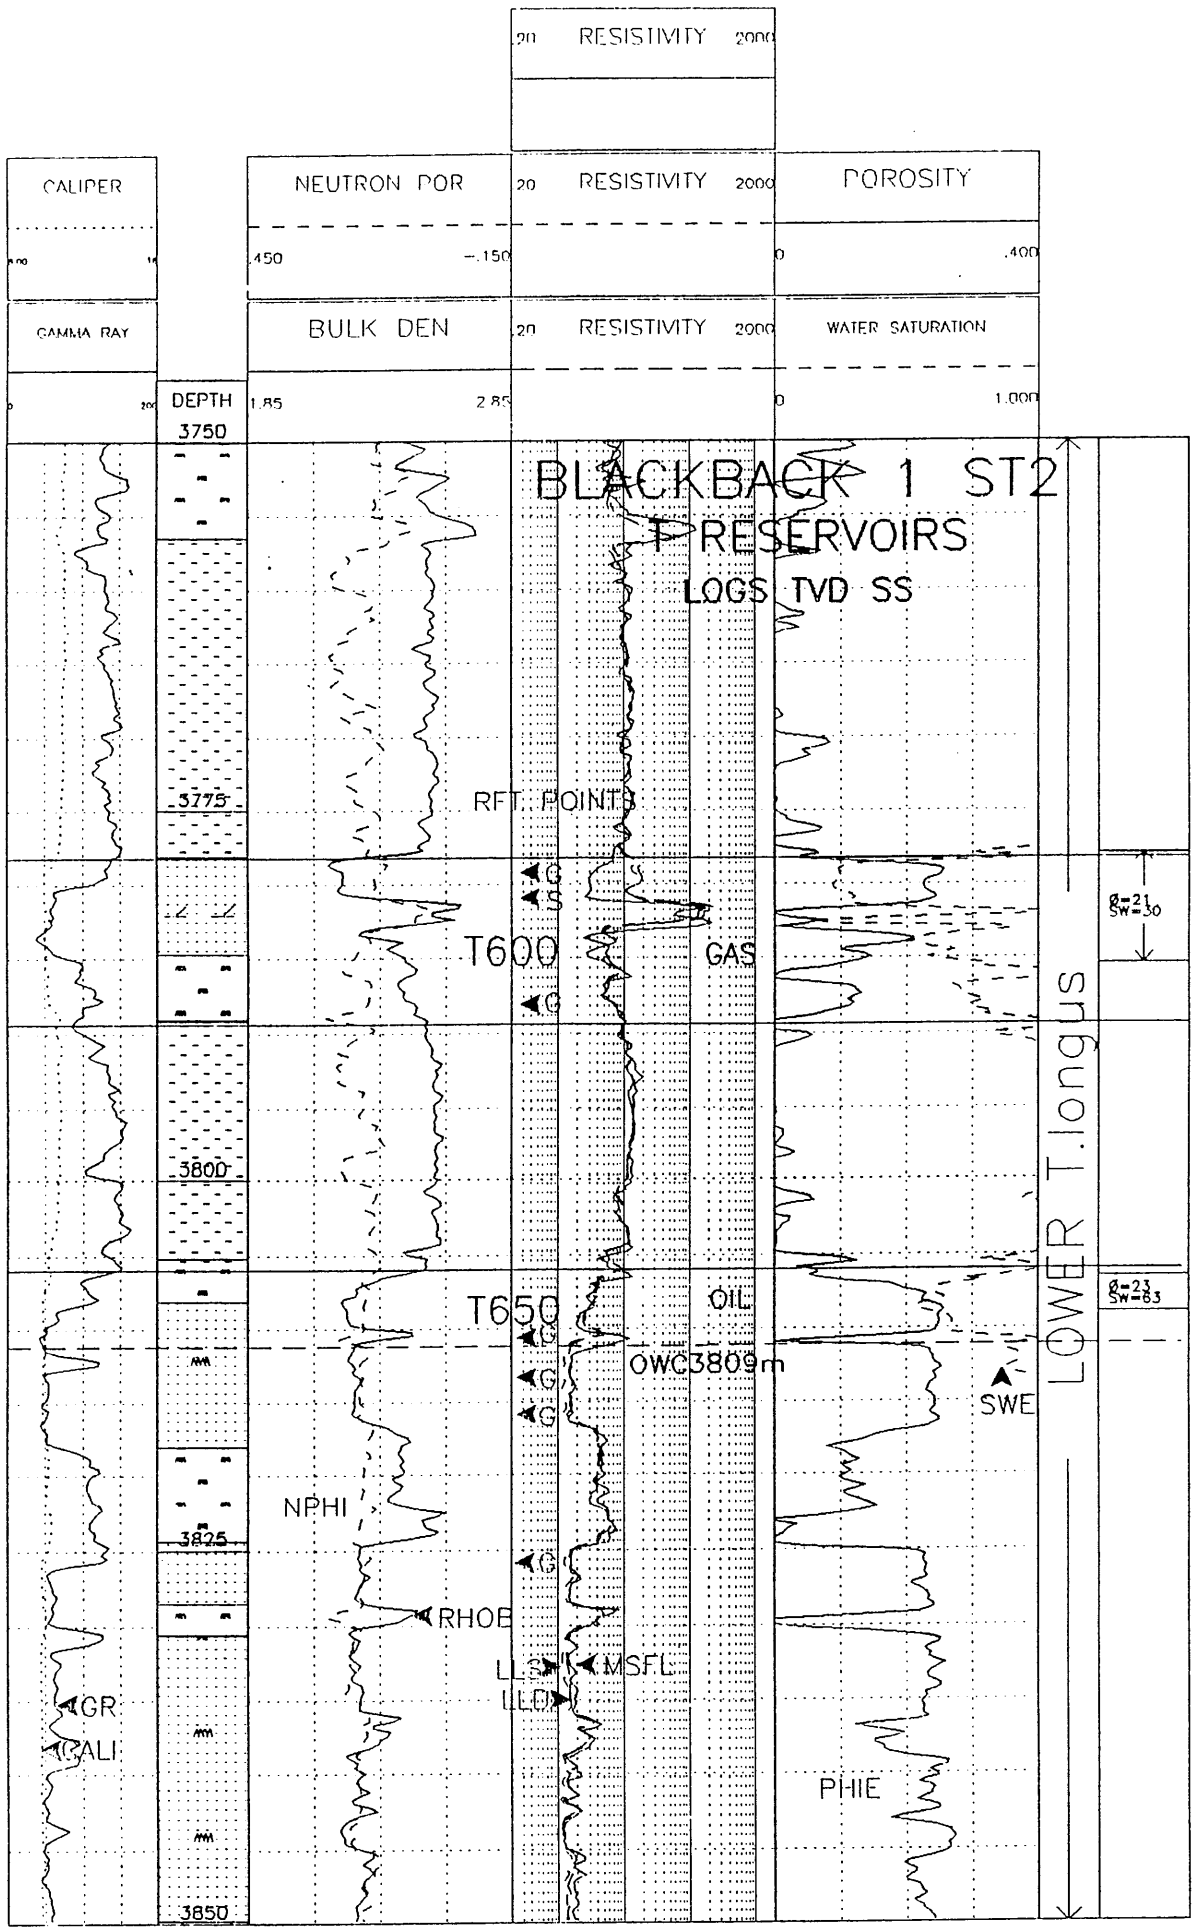 .20 RESISTIVITY 2000
CALIPER NEUTRON POR .20 RESISTIVITY 2000 POROSITY
.450 -.150 0 .400
GAMMA RAY BULK DEN .20 RESISTIVITY 2000 WATER SATURATION
0 200 DEPTH 1.85 2.85 0 1.000
3750
BLACKBACK 1 ST2
T RESERVOIRS
LOGS TVD SS
3775 RFT POINTS
G
S
Ø=21
SW=30
T600 GAS
G
LOWER T.longus
3800
Ø=23
SW=63
T650 OIL
G
OWC3809m
G
SWE
G
NPHI
3825
G
RHOB
LLS MSFL
LLD
GR
CALI
PHIE
3850